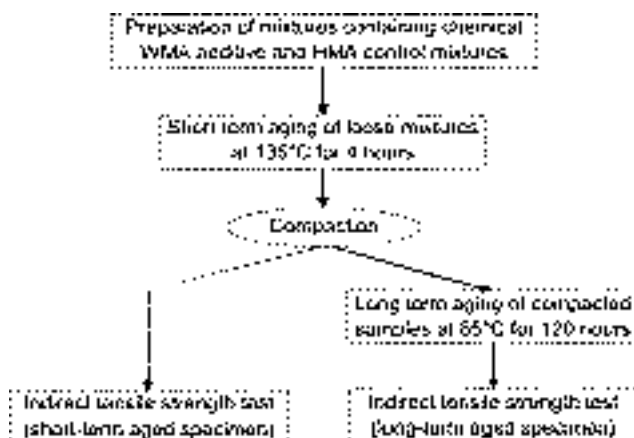 Preparation of mixtures containing chemical
WMA additive and HMA control mixtures
Short term aging of loose mixtures
at 135°C for 4 hours
Compaction
Long term aging of compacted
samples at 85°C for 120 hours
Indirect tensile strength test
(short-term aged specimen)
Indirect tensile strength test
(long-term aged specimen)